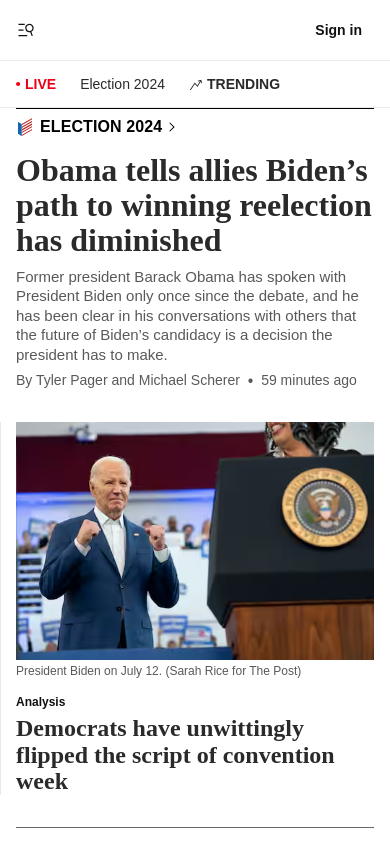 Sign in
LIVE
Election 2024
TRENDING
ELECTION 2024
Obama tells allies Biden’s
path to winning reelection
has diminished
Former president Barack Obama has spoken with
President Biden only once since the debate, and he
has been clear in his conversations with others that
the future of Biden’s candidacy is a decision the
president has to make.
By Tyler Pager and Michael Scherer • 59 minutes ago
President Biden on July 12. (Sarah Rice for The Post)
Analysis
Democrats have unwittingly
flipped the script of convention
week